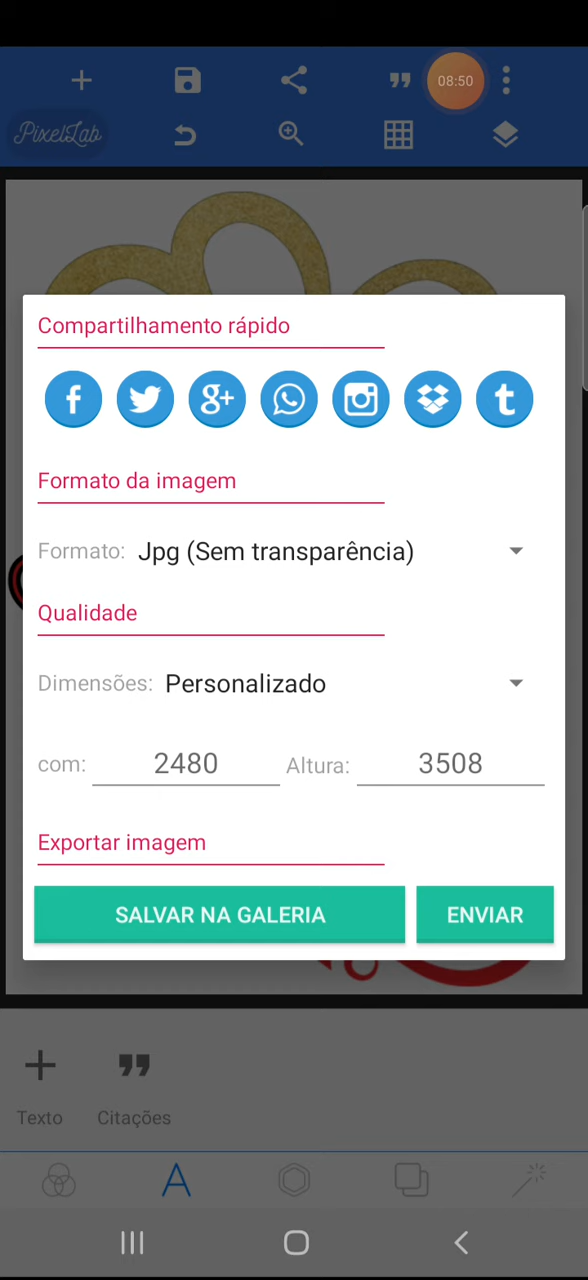 08:50
PixelLab
Compartilhamento rápido
Formato da imagem
Formato: Jpg (Sem transparência)
Qualidade
Dimensões: Personalizado
com: 2480 Altura: 3508
Exportar imagem
SALVAR NA GALERIA ENVIAR
Texto Citações